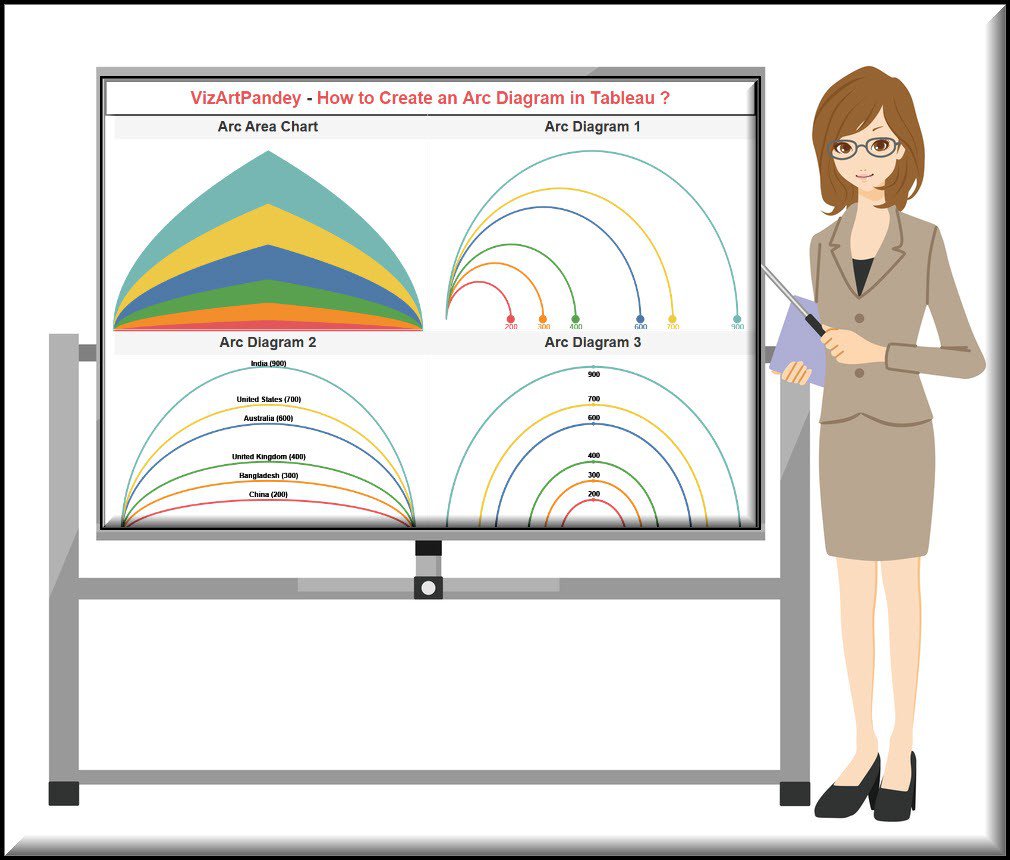 VizArtPandey - How to Create an Arc Diagram in Tableau ?
Arc Area Chart
Arc Diagram 1
200 300 400 600 700 900
Arc Diagram 2
India (900)
United States (700)
Australia (600)
United Kingdom (400)
Bangladesh (300)
China (200)
Arc Diagram 3
900
700
600
400
300
200